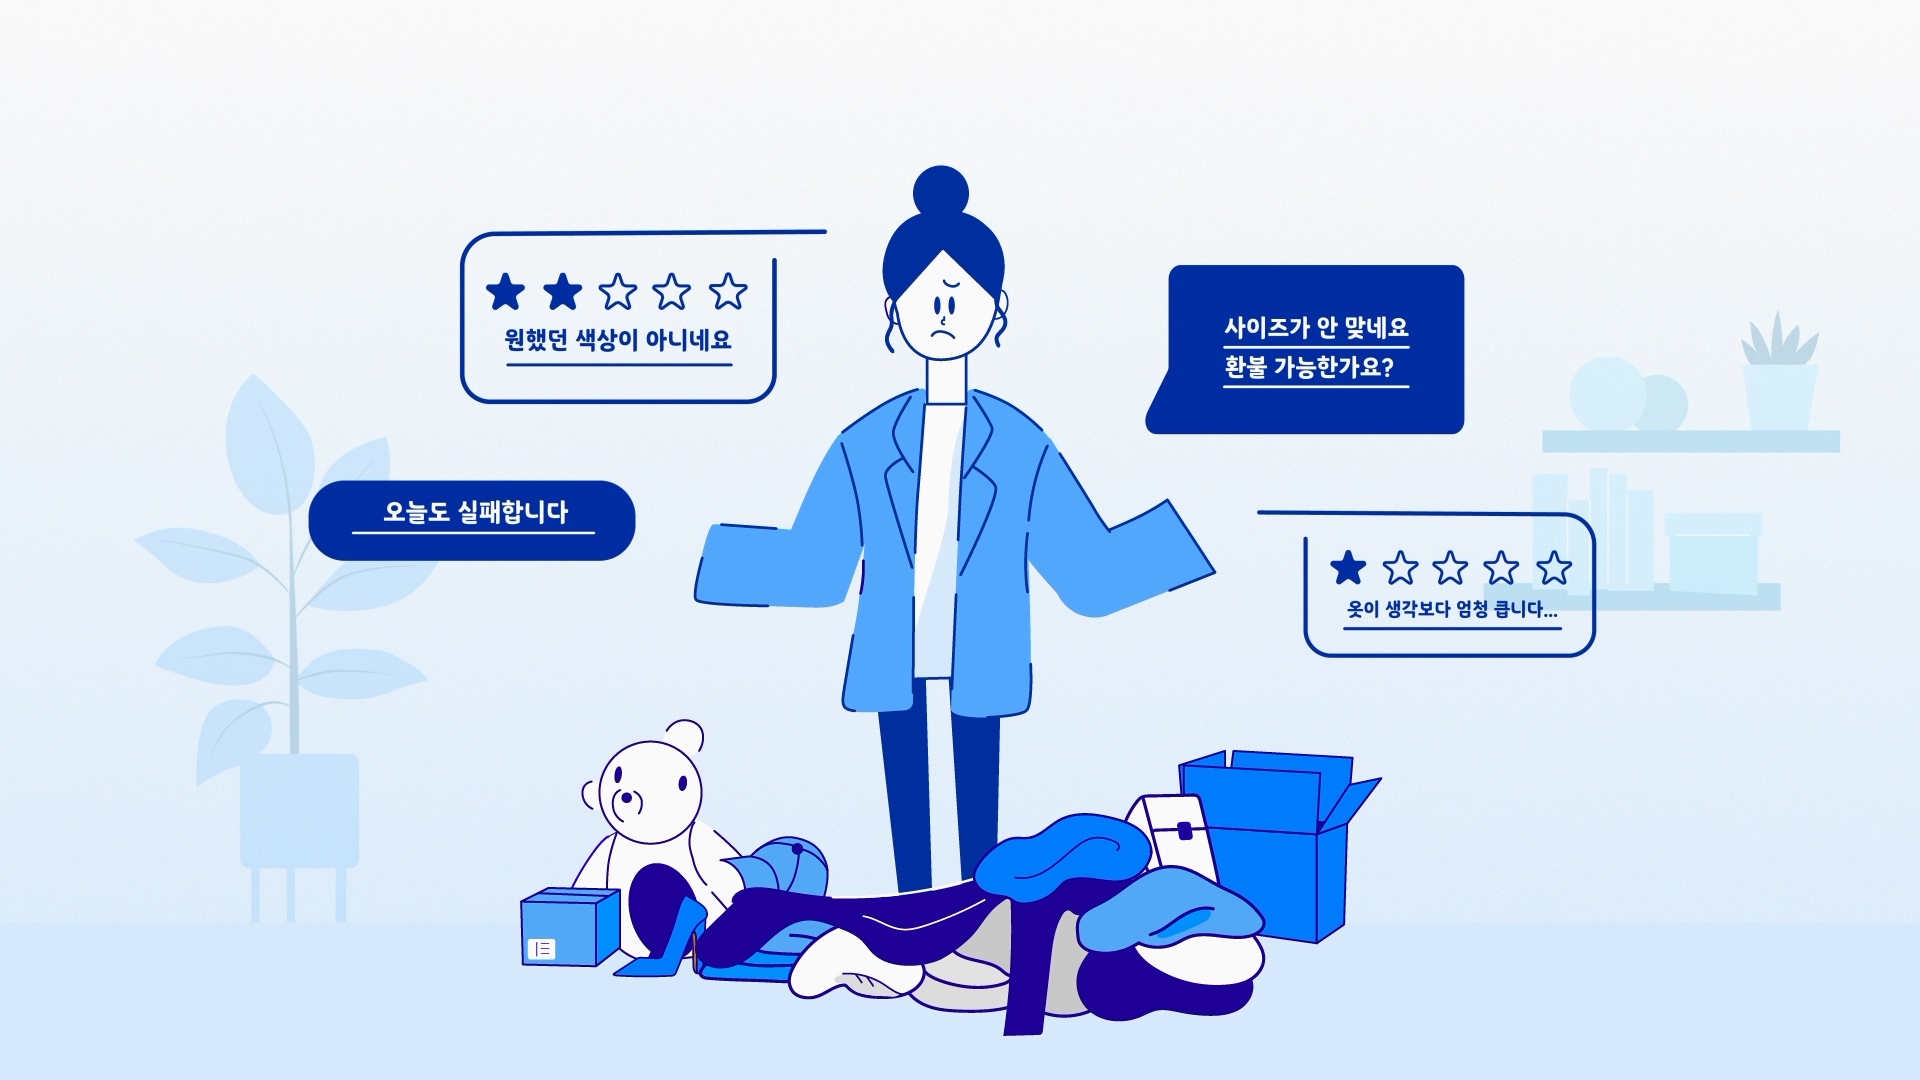 원했던 색상이 아니네요
사이즈가 안 맞네요
환불 가능한가요?
오늘도 실패합니다
옷이 생각보다 엄청 큽니다...